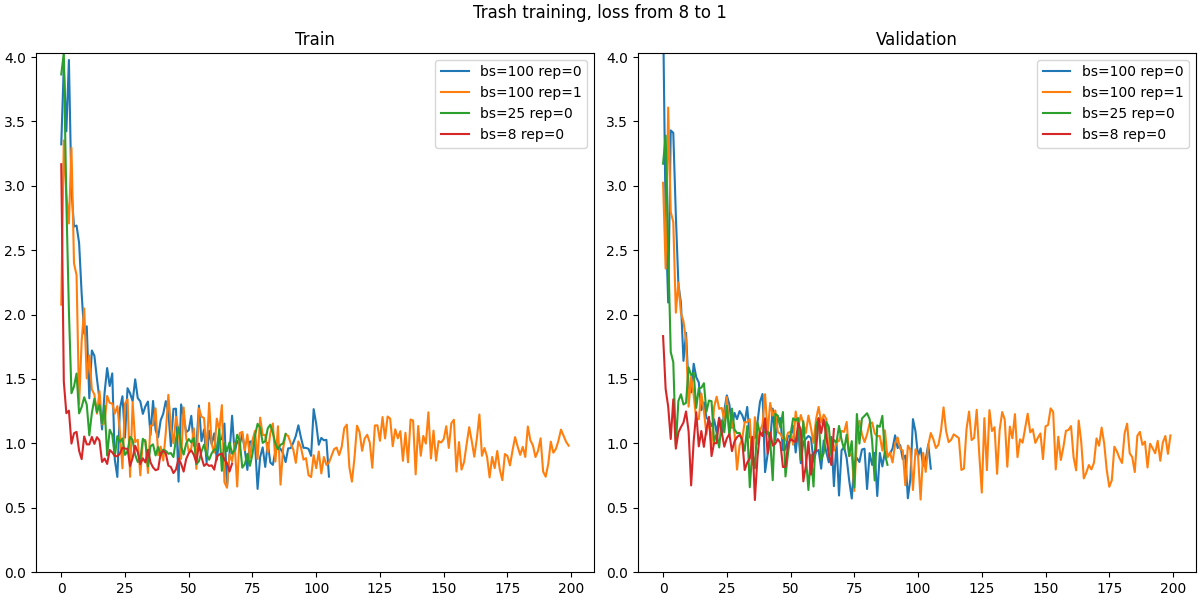 Trash training, loss from 8 to 1
Train
4.0
3.5
3.0
2.5
2.0
1.5
1.0
0.5
0.0
0 25 50 75 100 125 150 175 200
bs=100 rep=0
bs=100 rep=1
bs=25 rep=0
bs=8 rep=0
Validation
4.0
3.5
3.0
2.5
2.0
1.5
1.0
0.5
0.0
0 25 50 75 100 125 150 175 200
bs=100 rep=0
bs=100 rep=1
bs=25 rep=0
bs=8 rep=0